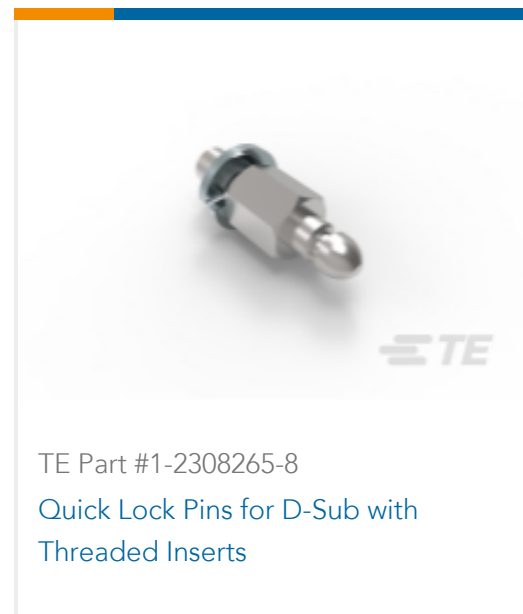 TE
TE Part #1-2308265-8
Quick Lock Pins for D-Sub with
Threaded Inserts